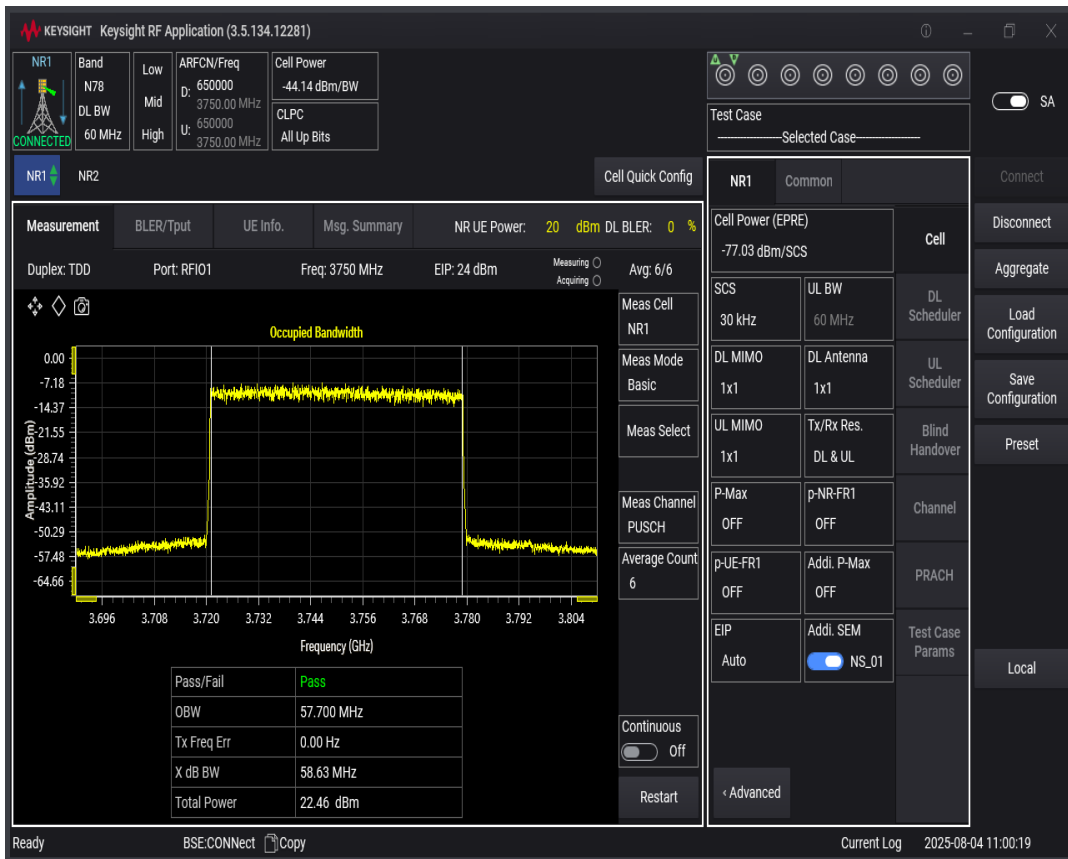 KEYSIGHT Keysight RF Application (3.5.134.12281)
NR1
CONNECTED
Band
N78
DL BW
60 MHz
Low
Mid
High
ARFCN/Freq
D: 650000
3750.00 MHz
U: 650000
3750.00 MHz
Cell Power
-44.14 dBm/BW
CLPC
All Up Bits
Test Case
-------------------Selected Case-------------------
SA
NR1 NR2
Cell Quick Config
Measurement BLER/Tput UE Info. Msg. Summary NR UE Power: 20 dBm DL BLER: 0 %
Duplex: TDD Port: RFIO1 Freq: 3750 MHz EIP: 24 dBm Measuring Avg: 6/6
Acquiring
Occupied Bandwidth
Amplitude (dBm)
0.00
-7.18
-14.37
-21.55
-28.74
-35.92
-43.11
-50.29
-57.48
-64.66
3.696 3.708 3.720 3.732 3.744 3.756 3.768 3.780 3.792 3.804
Frequency (GHz)
Pass/Fail Pass
OBW 57.700 MHz
Tx Freq Err 0.00 Hz
X dB BW 58.63 MHz
Total Power 22.46 dBm
Meas Cell
NR1
Meas Mode
Basic
Meas Select
Meas Channel
PUSCH
Average Count
6
Continuous
Off
Restart
NR1 Common
Cell Power (EPRE)
-77.03 dBm/SCS
SCS
30 kHz
UL BW
60 MHz
DL MIMO
1x1
DL Antenna
1x1
UL MIMO
1x1
Tx/Rx Res.
DL & UL
P-Max
OFF
p-NR-FR1
OFF
p-UE-FR1
OFF
Addi. P-Max
OFF
EIP
Auto
Addi. SEM
NS_01
‹ Advanced
Cell
DL
Scheduler
UL
Scheduler
Blind
Handover
Channel
PRACH
Test Case
Params
Connect
Disconnect
Aggregate
Load
Configuration
Save
Configuration
Preset
Local
Ready BSE:CONNect Copy Current Log 2025-08-04 11:00:19